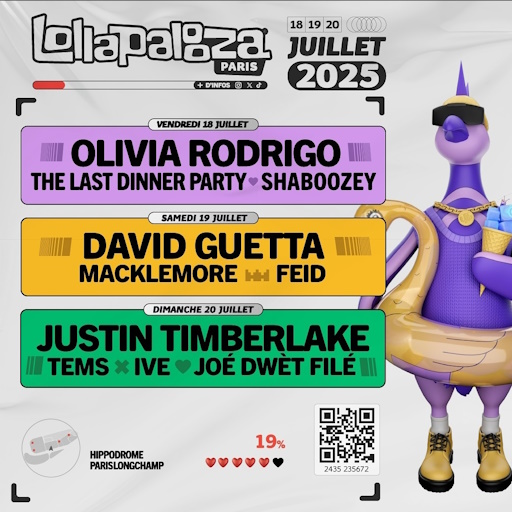 Lollapalooza
PARIS
18 19 20
JUILLET
2025
+ D'INFOS
VENDREDI 18 JUILLET
OLIVIA RODRIGO
THE LAST DINNER PARTY SHABOOZEY
SAMEDI 19 JUILLET
DAVID GUETTA
MACKLEMORE FEID
DIMANCHE 20 JUILLET
JUSTIN TIMBERLAKE
TEMS IVE JOÉ DWÈT FILÉ
HIPPODROME
PARISLONGCHAMP
19%
2435 235672